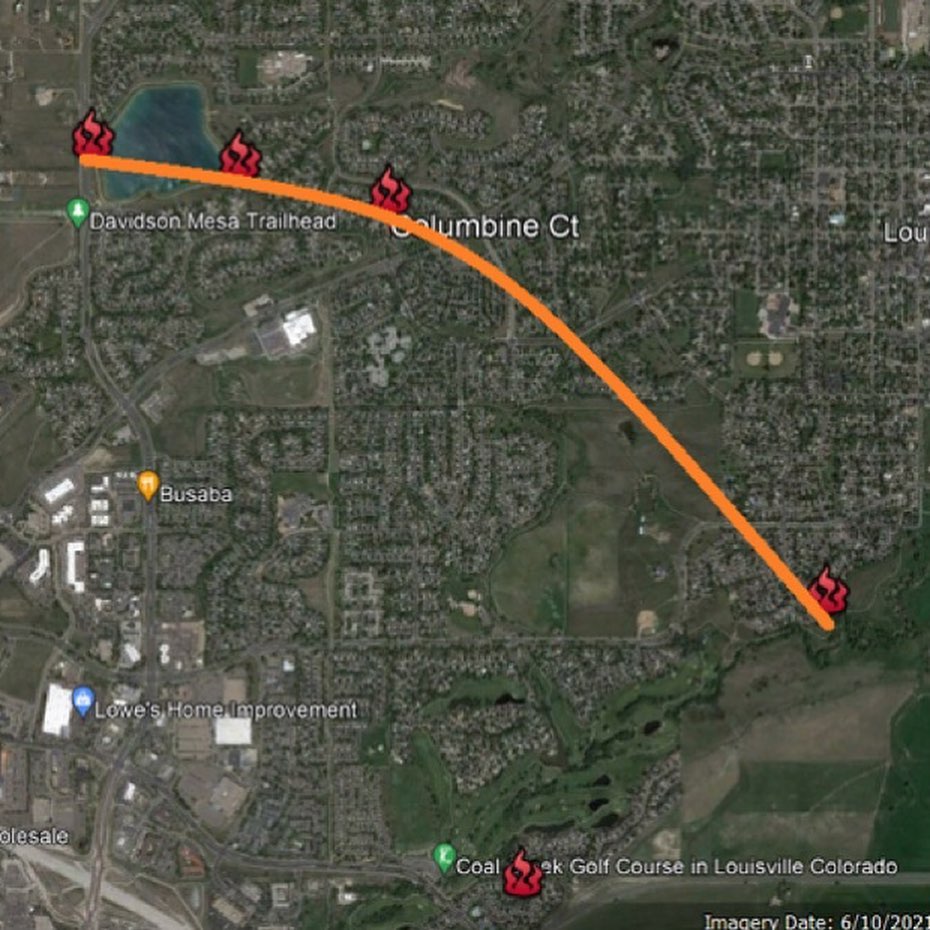 Davidson Mesa Trailhead
Columbine Ct
Lou
Busaba
Lowe's Home Improvement
olesale
Coal ek Golf Course in Louisville Colorado
Imagery Date: 6/10/2021